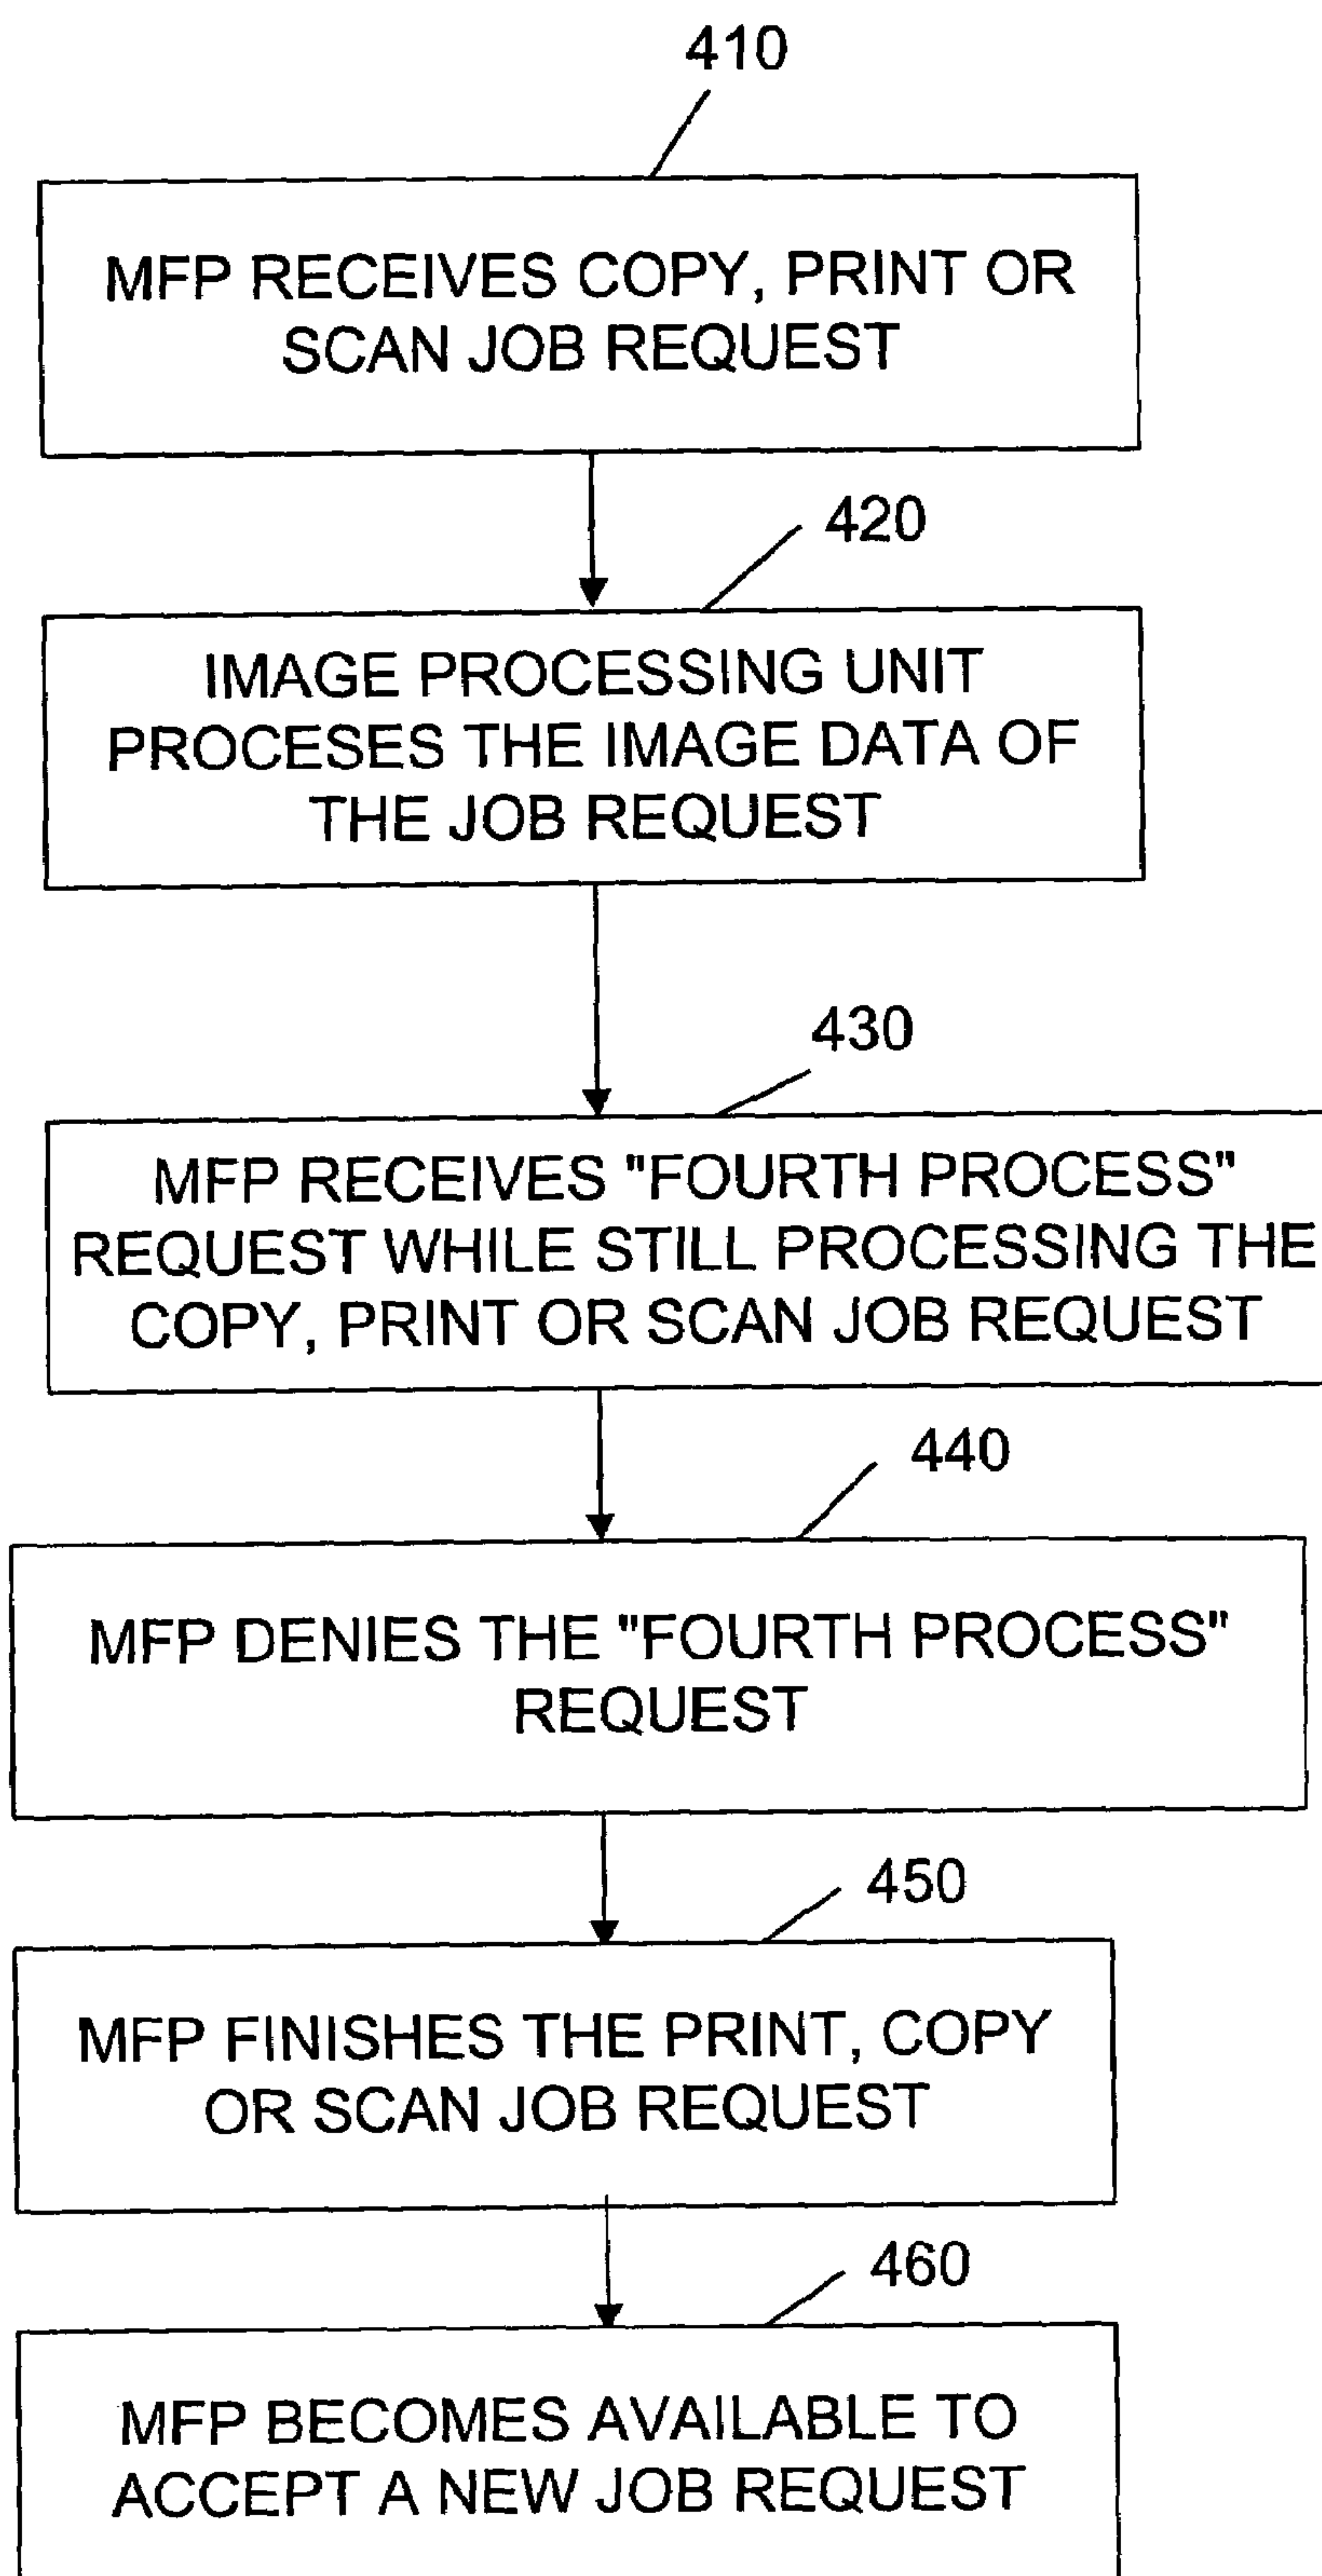 410
MFP RECEIVES COPY, PRINT OR
SCAN JOB REQUEST
420
IMAGE PROCESSING UNIT
PROCESES THE IMAGE DATA OF
THE JOB REQUEST
430
MFP RECEIVES "FOURTH PROCESS"
REQUEST WHILE STILL PROCESSING THE
COPY, PRINT OR SCAN JOB REQUEST
440
MFP DENIES THE "FOURTH PROCESS"
REQUEST
450
MFP FINISHES THE PRINT, COPY
OR SCAN JOB REQUEST
460
MFP BECOMES AVAILABLE TO
ACCEPT A NEW JOB REQUEST